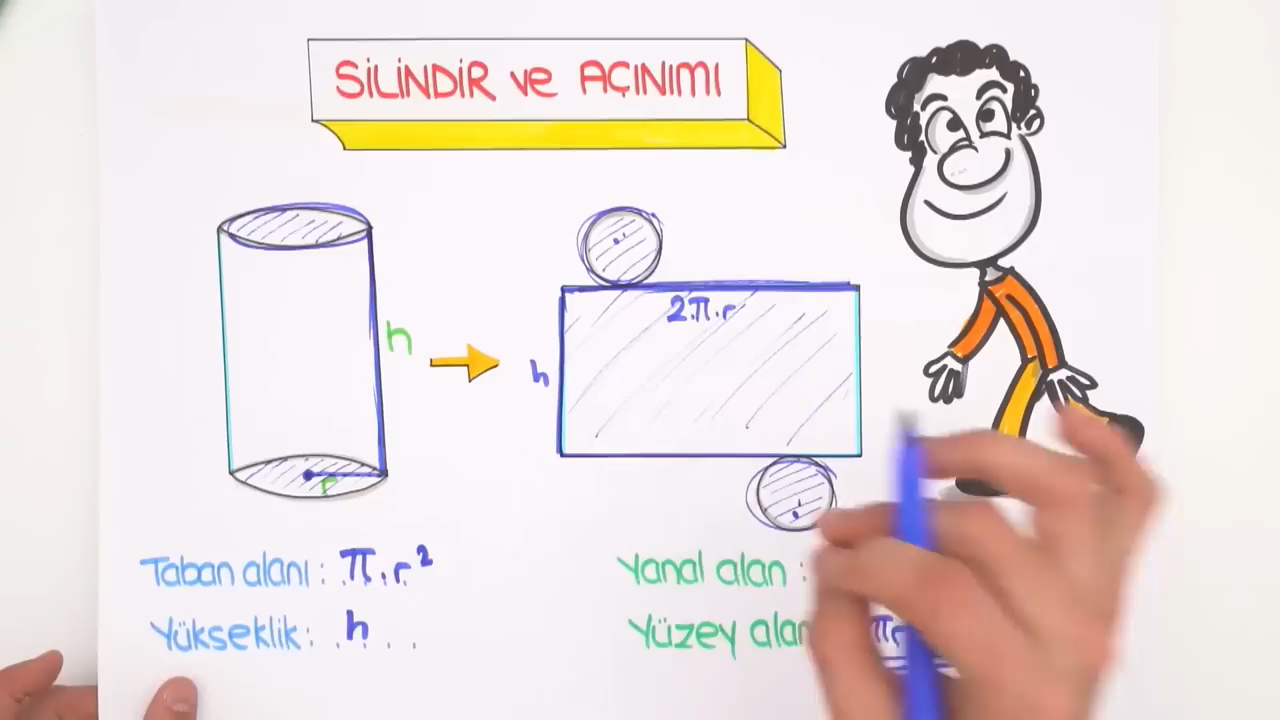 SİLİNDİR ve AÇINIMI
h
2.π.r
h
r
Taban alanı : π.r²
Yanal alan :
Yükseklik : h
Yüzey alan